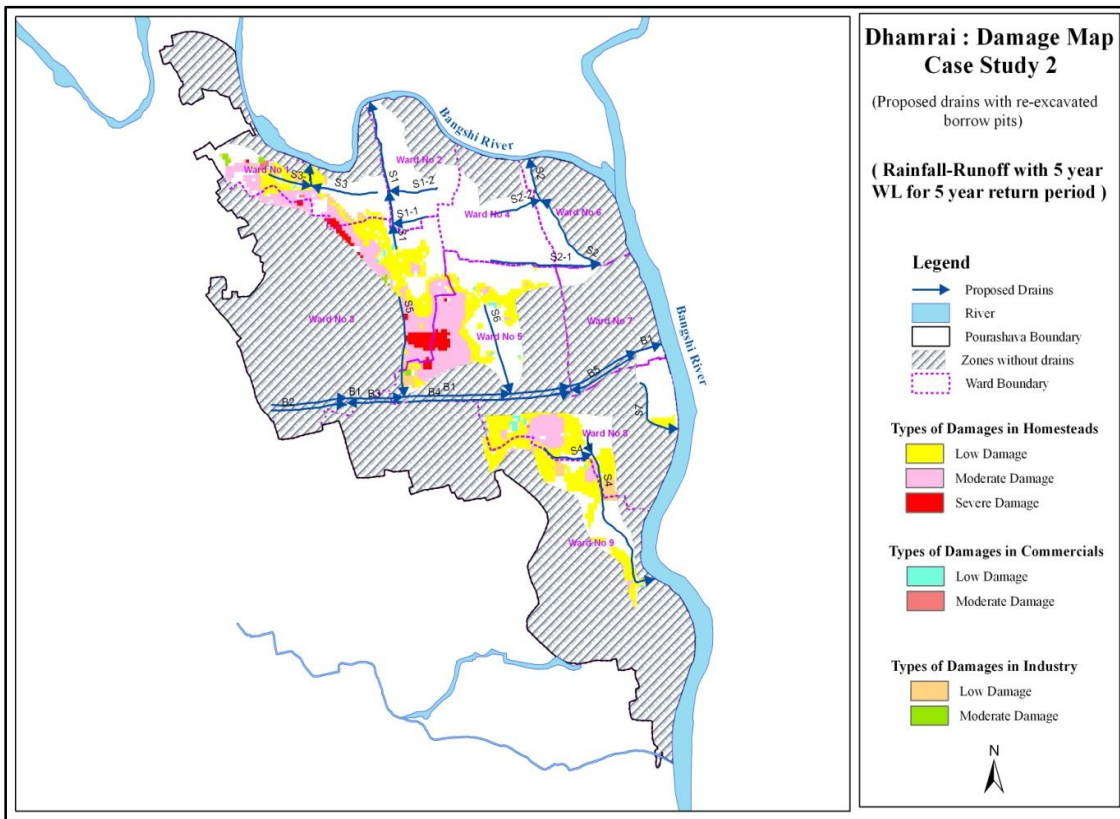 Dhamrai : Damage Map
Case Study 2
(Proposed drains with re-excavated
borrow pits)
( Rainfall-Runoff with 5 year
WL for 5 year return period )
Legend
Proposed Drains
River
Pourashava Boundary
Zones without drains
Ward Boundary
Types of Damages in Homesteads
Low Damage
Moderate Damage
Severe Damage
Types of Damages in Commercials
Low Damage
Moderate Damage
Types of Damages in Industry
Low Damage
Moderate Damage
N
Bangshi River
Ward No 2
Ward No 1
S3
S3
S1
S1-2
S2
S2-2
Ward No 4
Ward No 6
S1-1
S1
S2
S2-1
Ward No 3
S5
S6
Ward No 5
Ward No 7
Bangshi River
B1
B5
B1
B4
B3
B1
B2
S7
Ward No 8
S4
S4
Ward No 9